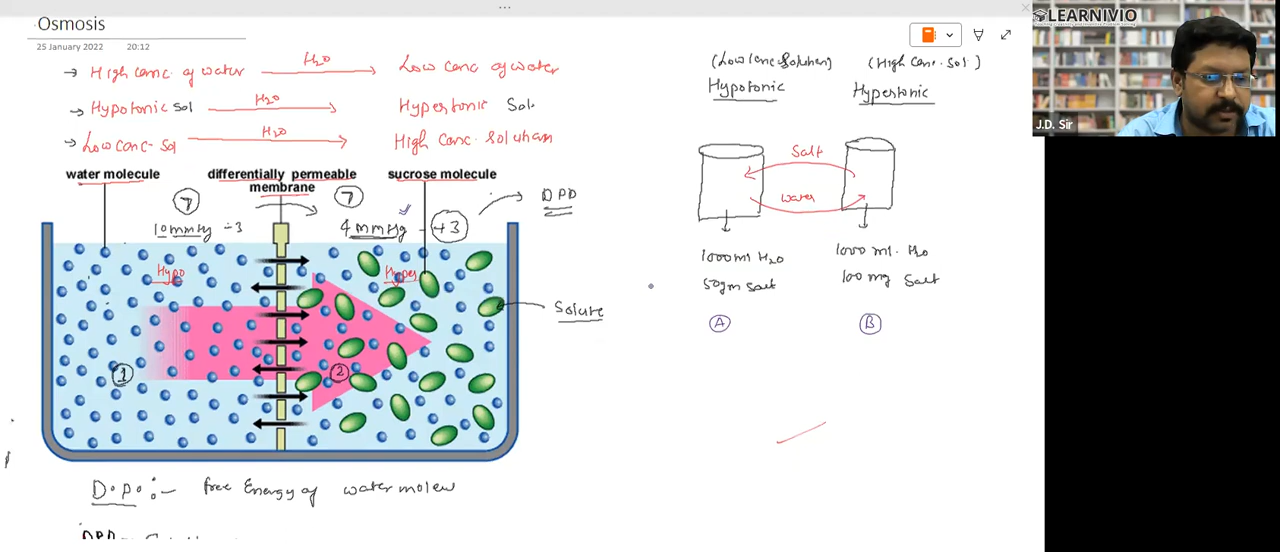 Osmosis
25 January 2022 20:12
→ High conc. of water H₂O → Low conc of water
→ Hypotonic sol H₂O → Hypertonic Sol.
→ Low conc. Sol H₂O → High conc. solution
water molecule
differentially permeable
membrane
sucrose molecule
7
7
10mmHg -3
4mmHg - +3
DPD
Hypo
Hyper
Solute
1
2
D.P.D. :- free Energy of water molew
(Low conc. Solution)
Hypotonic
(High conc. Sol)
Hypertonic
Salt
water
1000ml H₂O
50gm Salt
A
1000 ml. H₂O
100 mg Salt
B
LEARNIVIO
J.D. Sir